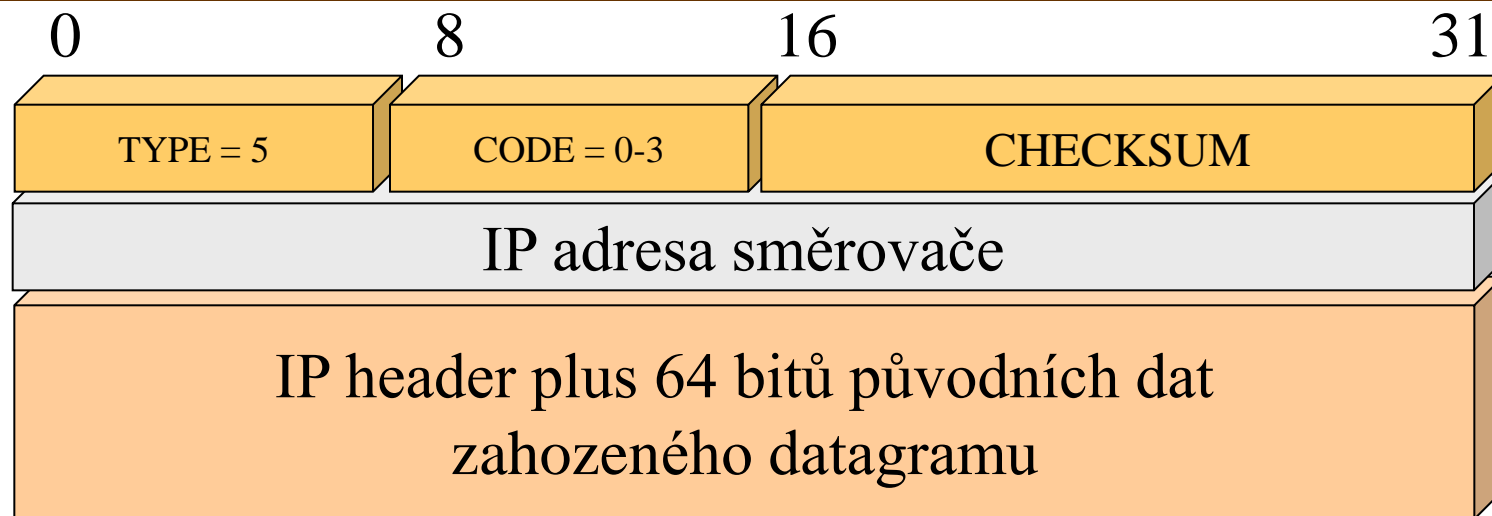 0 8 16 31
TYPE = 5 CODE = 0-3 CHECKSUM
IP adresa směrovače
IP header plus 64 bitů původních dat
zahozeného datagramu